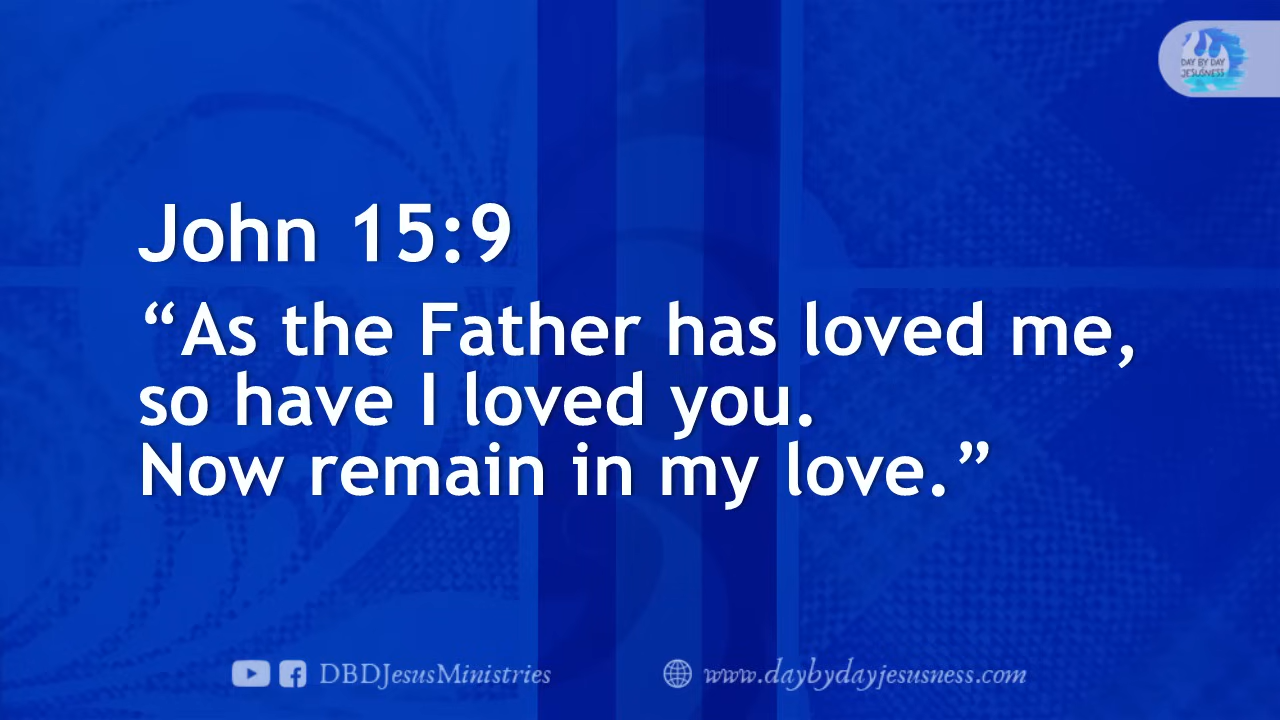 DAY BY DAY
JESUSNESS
John 15:9
“As the Father has loved me,
so have I loved you.
Now remain in my love.”
DBDJesusMinistries
www.daybydayjesusness.com